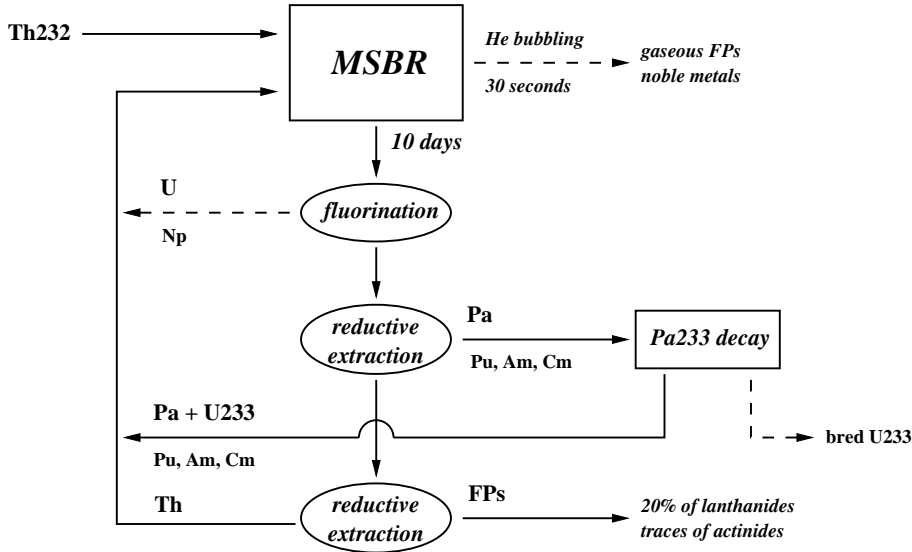 Th232
MSBR
He bubbling
30 seconds
gaseous FPs
noble metals
10 days
U
Np
fluorination
reductive
extraction
Pa
Pu, Am, Cm
Pa233 decay
Pa + U233
Pu, Am, Cm
bred U233
Th
reductive
extraction
FPs
20% of lanthanides
traces of actinides